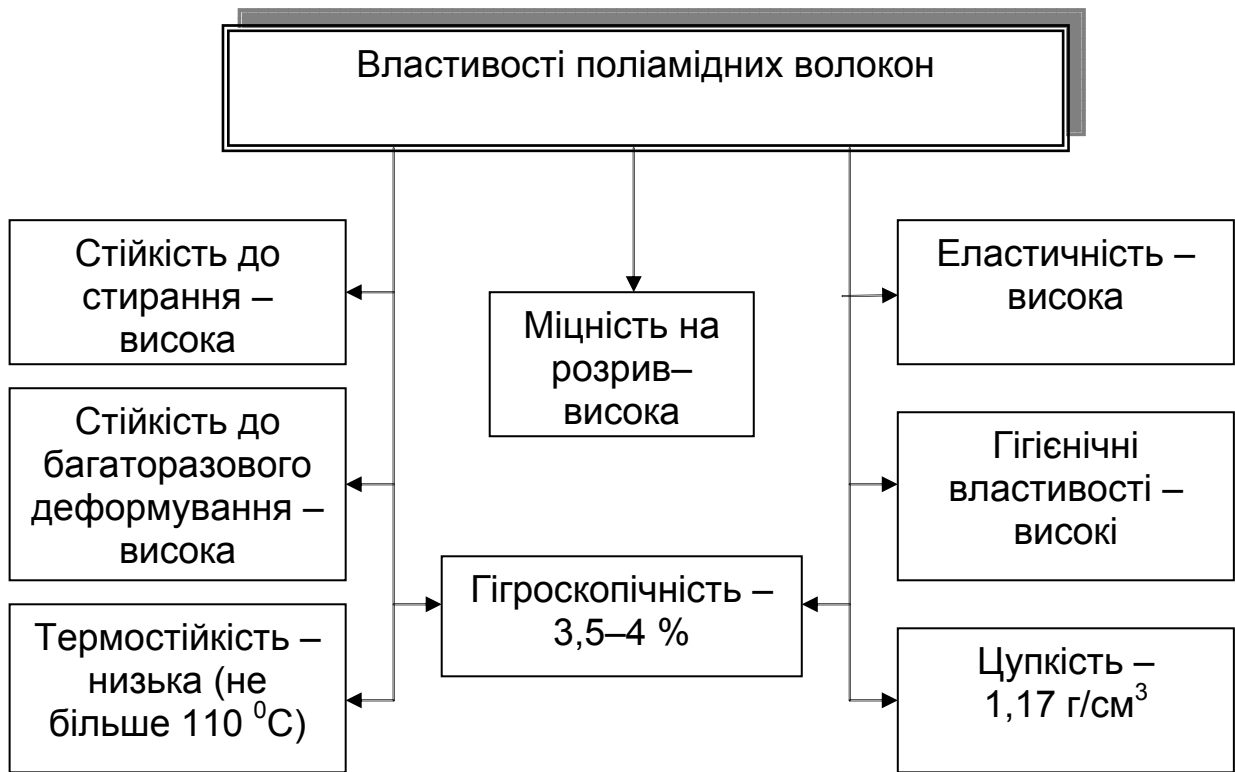 Властивості поліамідних волокон
Стійкість до
стирання –
висока
Міцність на
розрив–
висока
Еластичність –
висока
Стійкість до
багаторазового
деформування –
висока
Гігієнічні
властивості –
високі
Гігроскопічність –
3,5–4 %
Термостійкість –
низька (не
більше 110 ⁰С)
Цупкість –
1,17 г/см³